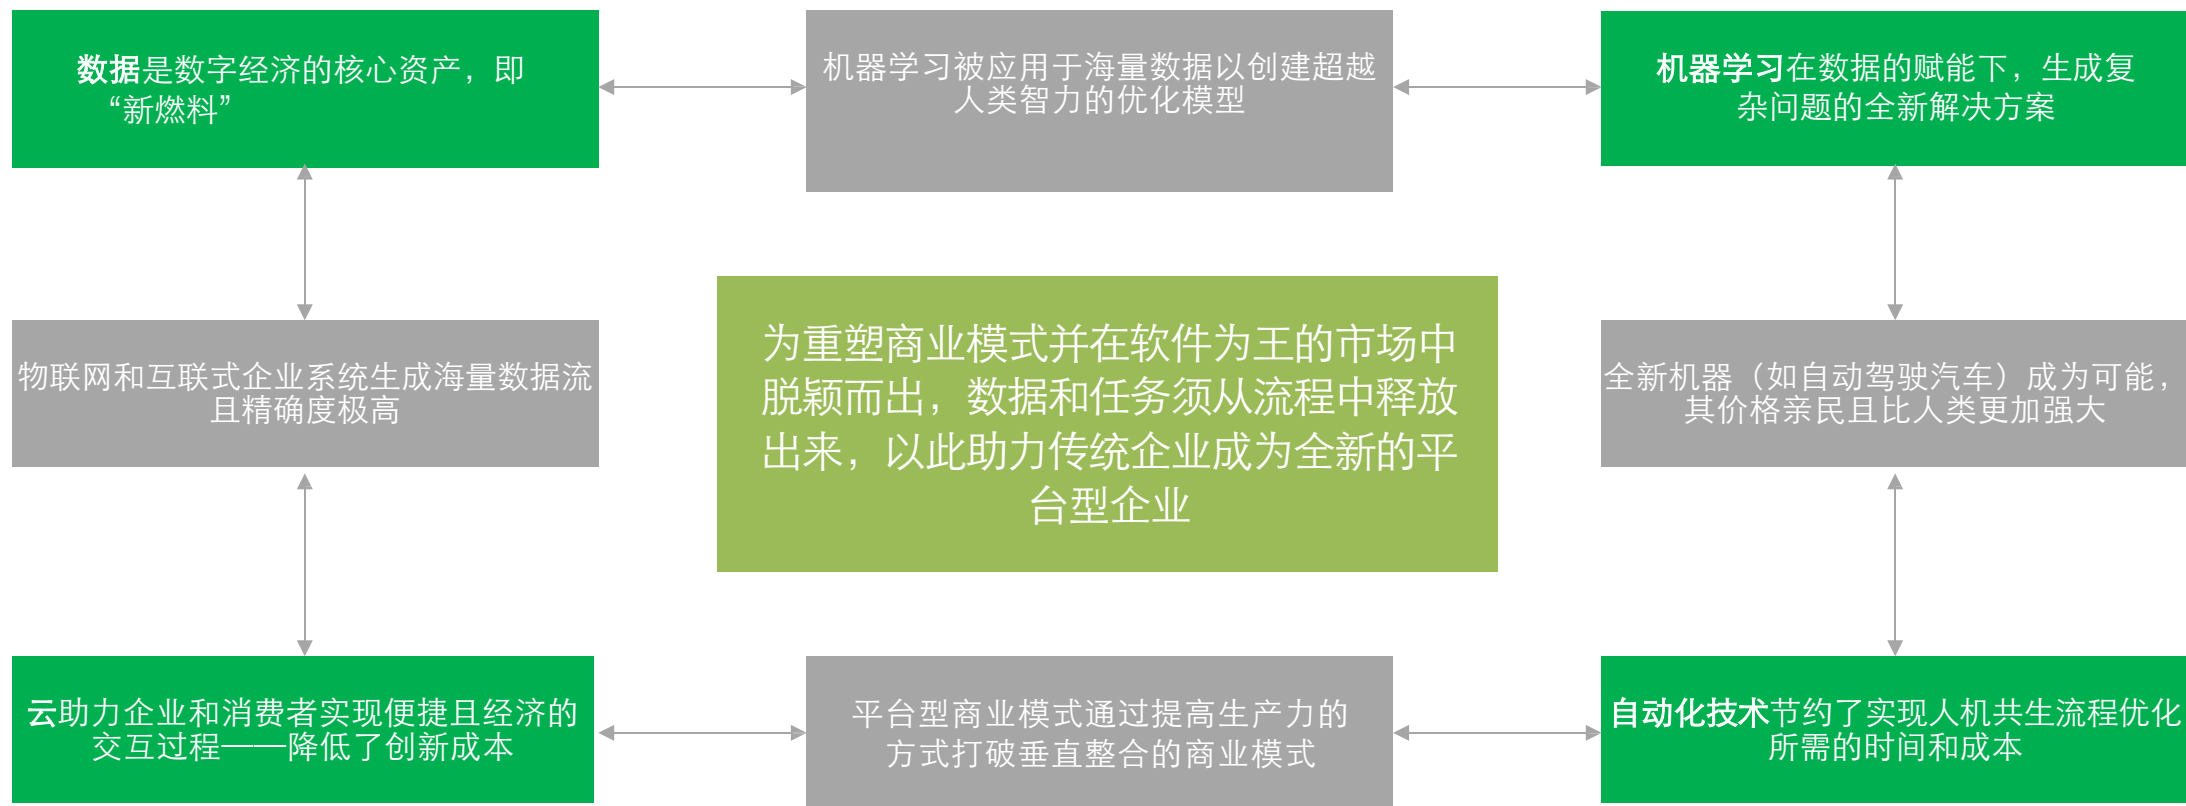 数据是数字经济的核心资产，即
“新燃料”
机器学习被应用于海量数据以创建超越
人类智力的优化模型
机器学习在数据的赋能下，生成复
杂问题的全新解决方案
物联网和互联式企业系统生成海量数据流
且精确度极高
为重塑商业模式并在软件为王的市场中
脱颖而出，数据和任务须从流程中释放
出来，以此助力传统企业成为全新的平
台型企业
全新机器（如自动驾驶汽车）成为可能，
其价格亲民且比人类更加强大
云助力企业和消费者实现便捷且经济的
交互过程——降低了创新成本
平台型商业模式通过提高生产力的
方式打破垂直整合的商业模式
自动化技术节约了实现人机共生流程优化
所需的时间和成本